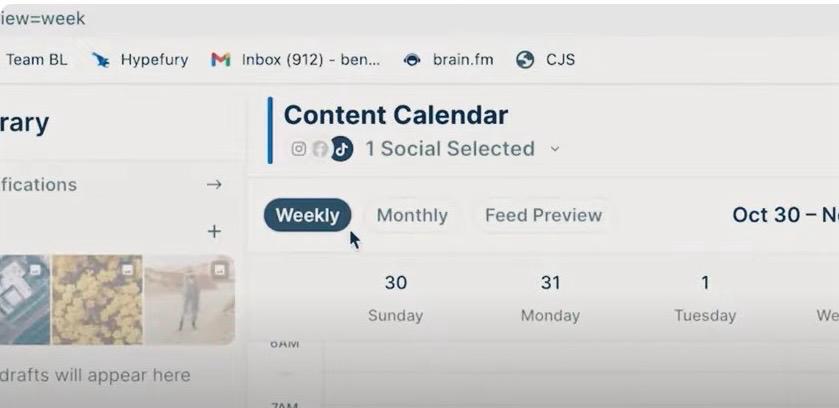 iew=week
Team BL Hypefury Inbox (912) - ben... brain.fm CJS
rary
Content Calendar
1 Social Selected
fications
Weekly Monthly Feed Preview Oct 30 – N
30 31 1
Sunday Monday Tuesday We
6AM
drafts will appear here
7AM